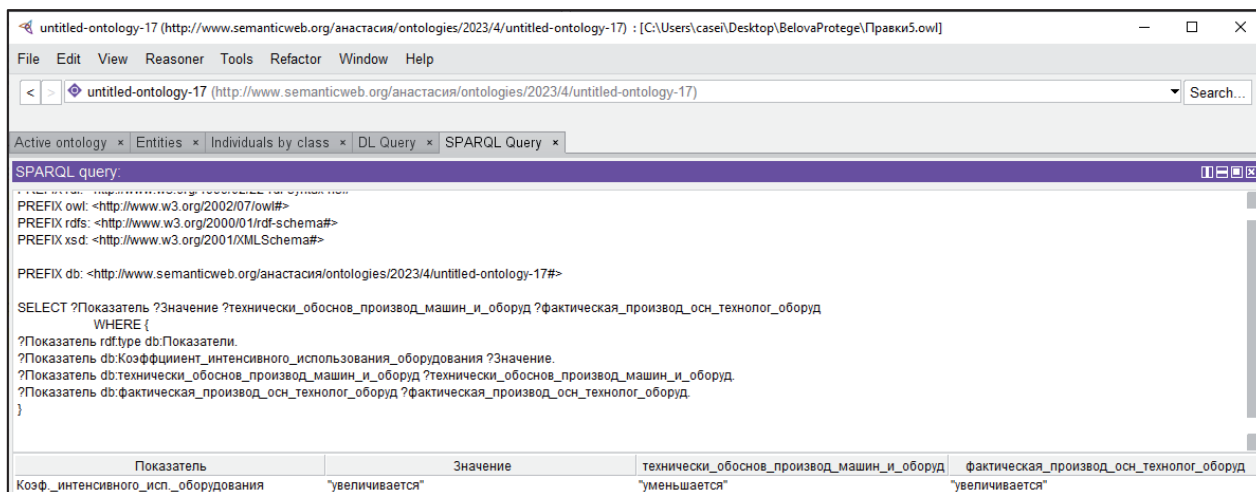 untitled-ontology-17 (http://www.semanticweb.org/анастасия/ontologies/2023/4/untitled-ontology-17) : [C:\Users\casei\Desktop\BelovaProtege\Правки5.owl]
File Edit View Reasoner Tools Refactor Window Help
< > untitled-ontology-17 (http://www.semanticweb.org/анастасия/ontologies/2023/4/untitled-ontology-17) Search...
Active ontology × Entities × Individuals by class × DL Query × SPARQL Query ×
SPARQL query:
PREFIX owl: <http://www.w3.org/2002/07/owl#>
PREFIX rdfs: <http://www.w3.org/2000/01/rdf-schema#>
PREFIX xsd: <http://www.w3.org/2001/XMLSchema#>
PREFIX db: <http://www.semanticweb.org/анастасия/ontologies/2023/4/untitled-ontology-17#>
SELECT ?Показатель ?Значение ?технически_обоснов_производ_машин_и_оборуд ?фактическая_производ_осн_технолог_оборуд
WHERE {
?Показатель rdf:type db:Показатели.
?Показатель db:Коэффциинт_интенсивного_использования_оборудования ?Значение.
?Показатель db:технически_обоснов_производ_машин_и_оборуд ?технически_обоснов_производ_машин_и_оборуд.
?Показатель db:фактическая_производ_осн_технолог_оборуд ?фактическая_производ_осн_технолог_оборуд.
}
Показатель Значение технически_обоснов_производ_машин_и_оборуд фактическая_производ_осн_технолог_оборуд
Коэф._интенсивного_исп._оборудования "увеличивается" "уменьшается" "увеличивается"